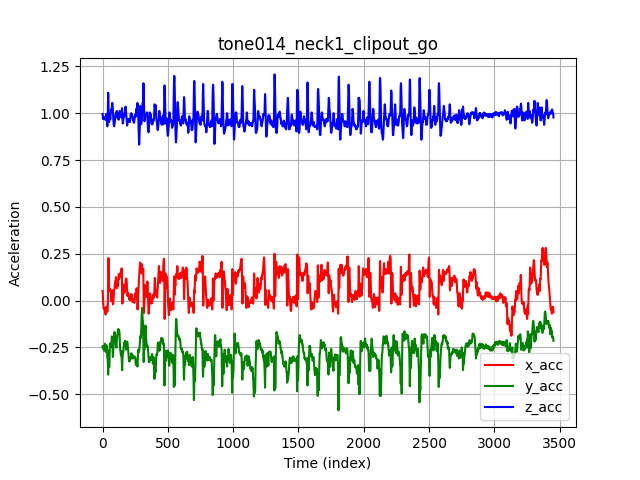 tone014_neck1_clipout_go
1.25
1.00
0.75
0.50
0.25
0.00
−0.25
−0.50
Acceleration
x_acc
y_acc
z_acc
0 500 1000 1500 2000 2500 3000 3500
Time (index)